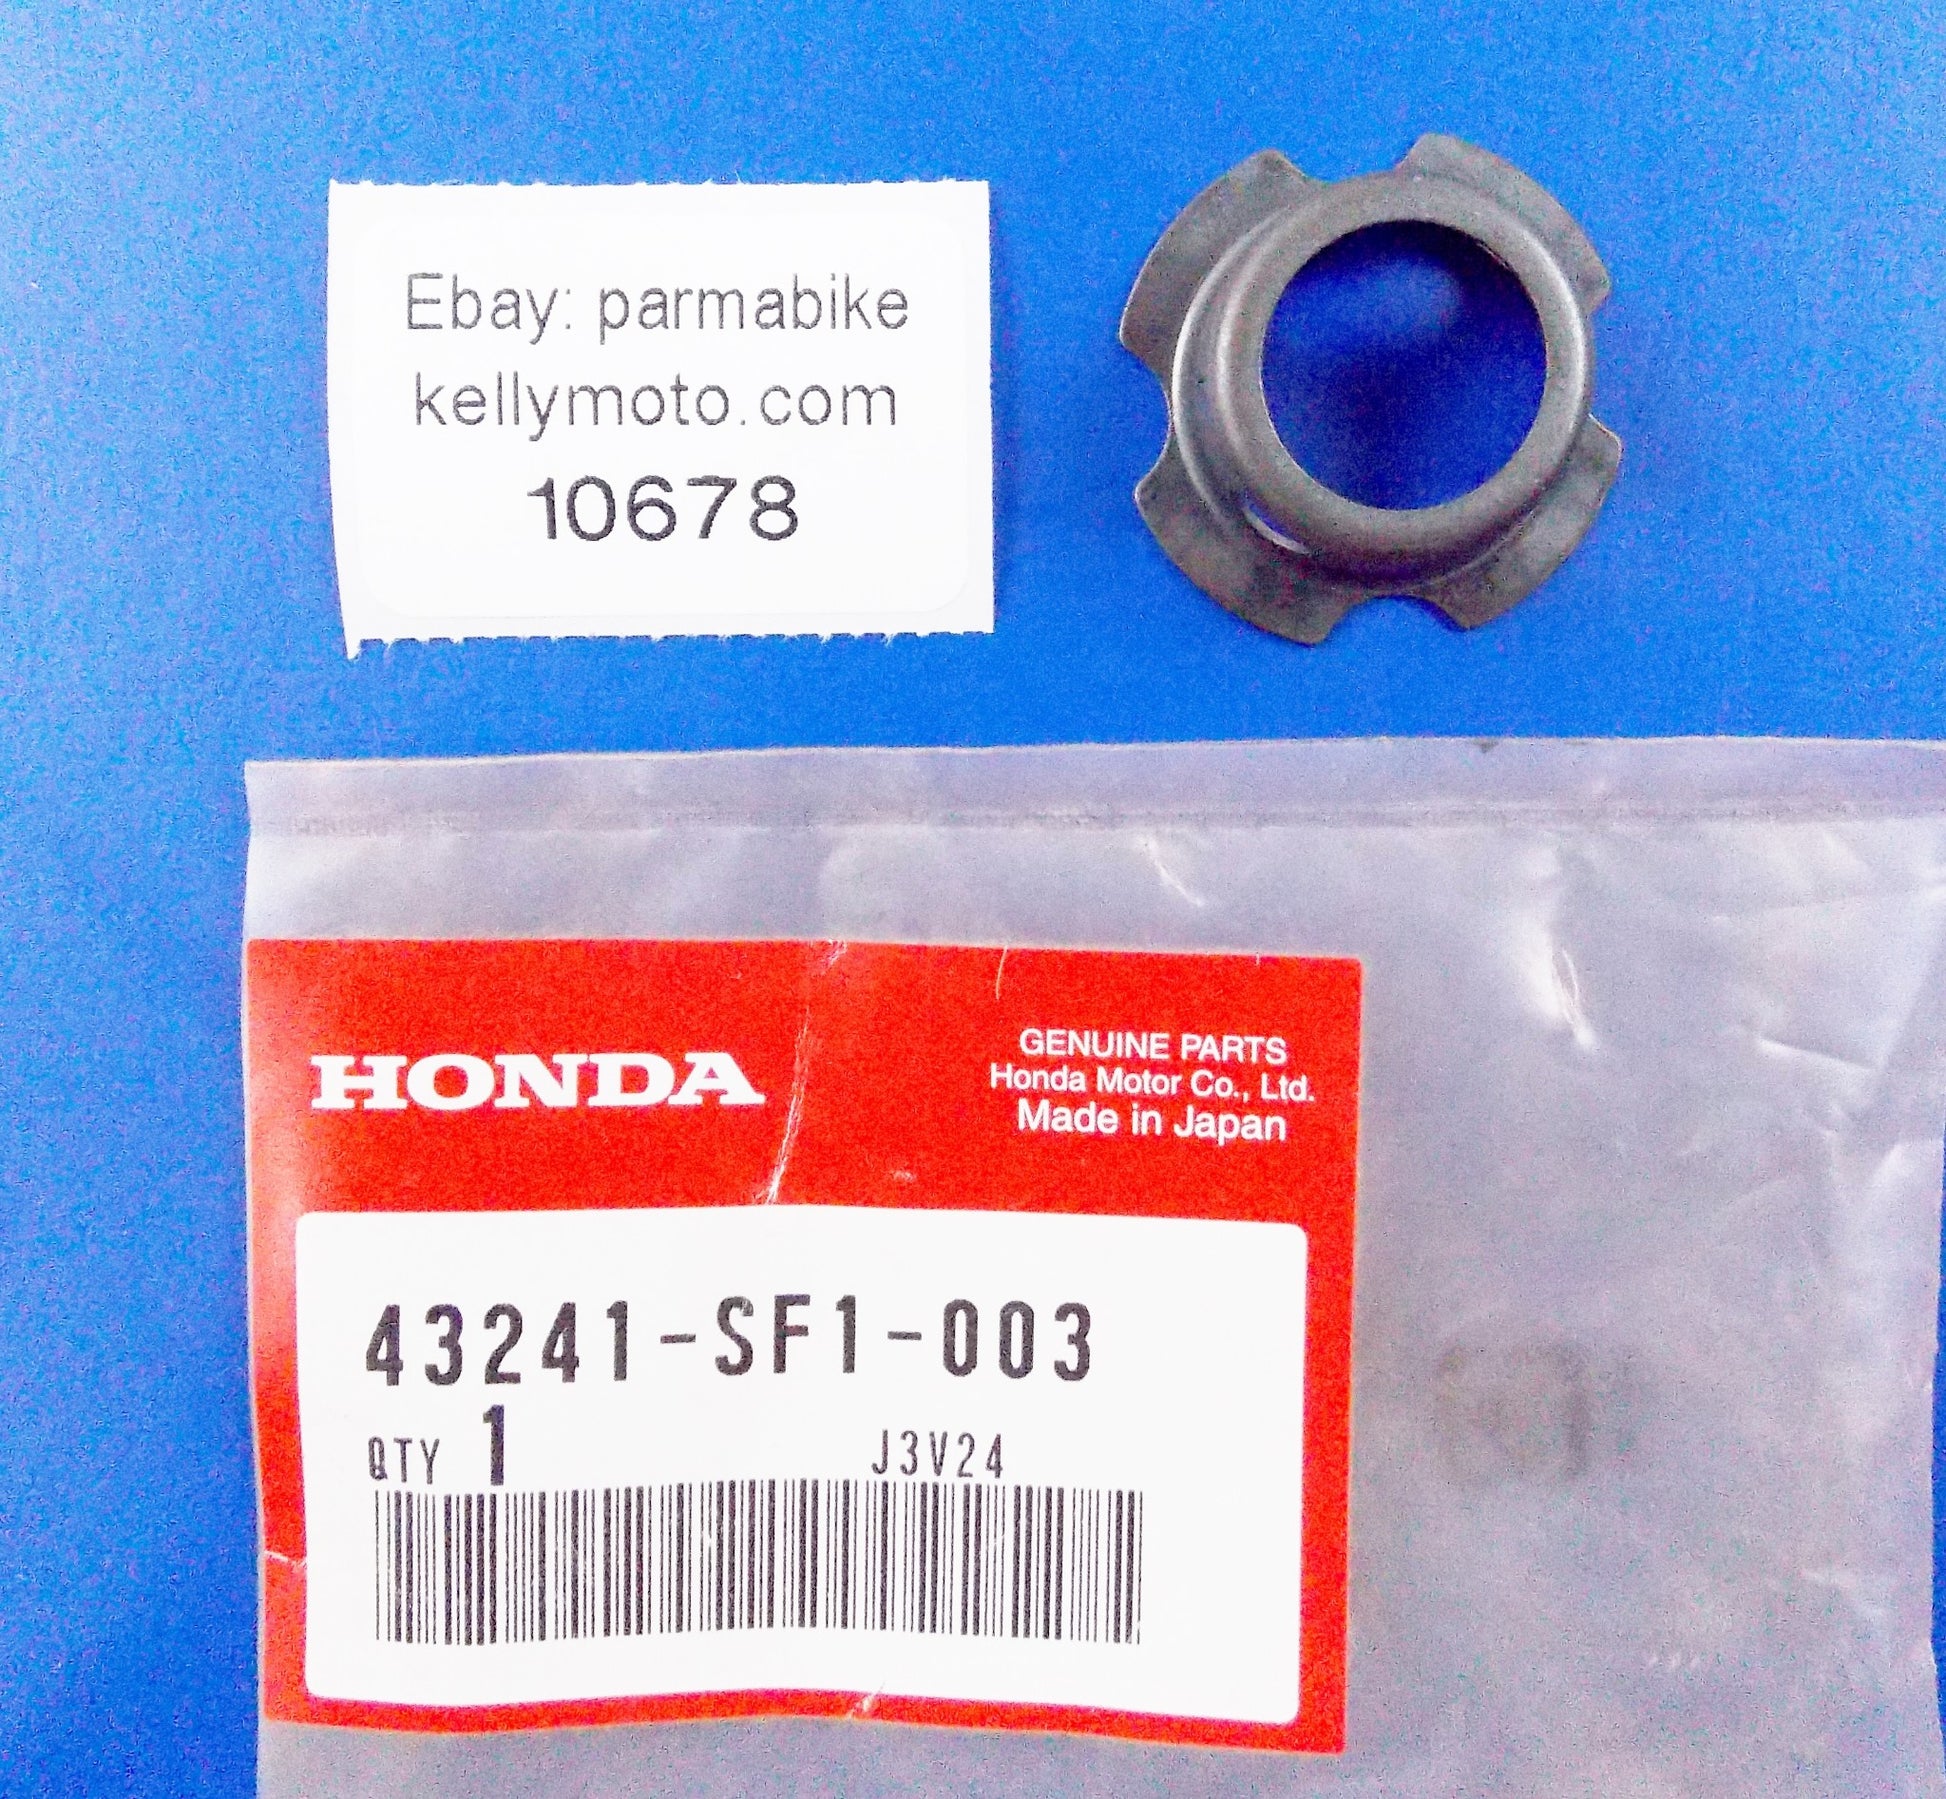 Ebay: parmabike
kellymoto.com
10678
HONDA
GENUINE PARTS
Honda Motor Co., Ltd.
Made in Japan
43241-SF1-003
QTY 1
J3V24